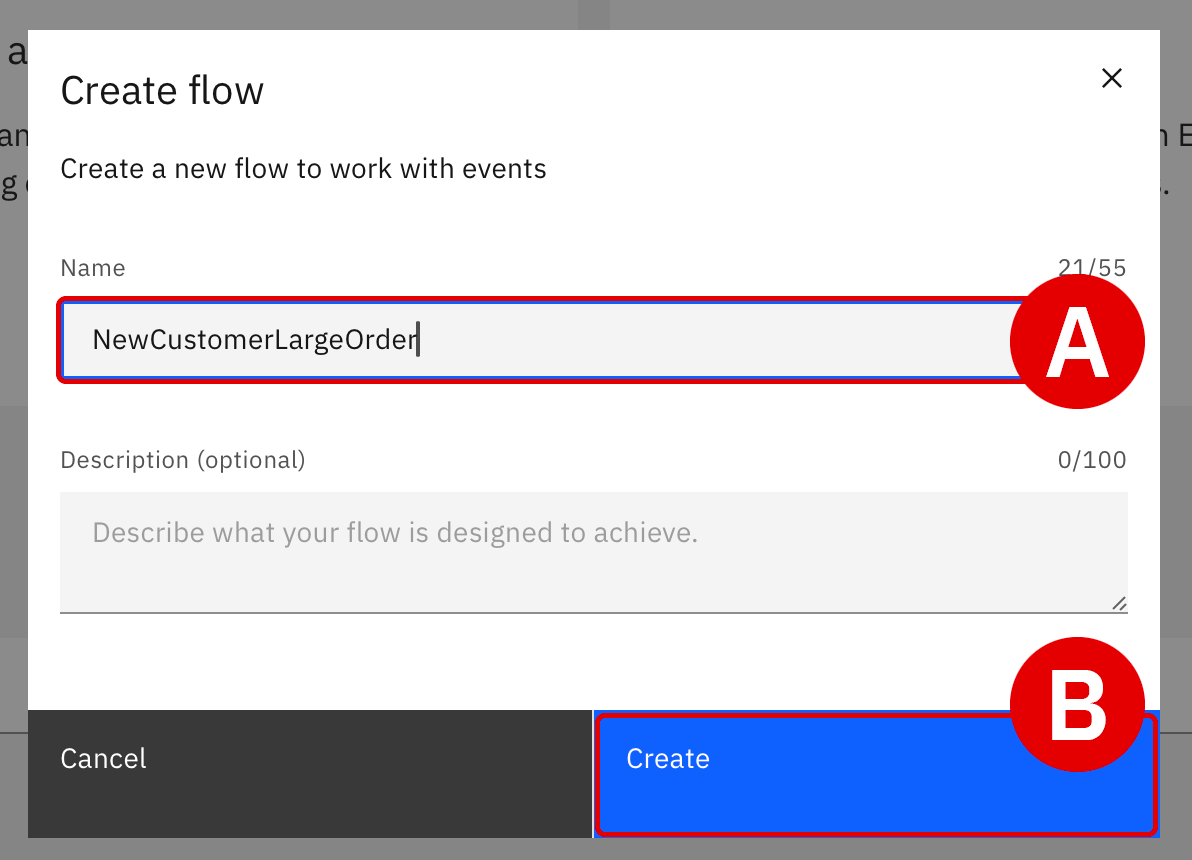 a
Create flow
Create a new flow to work with events
Name
21/55
NewCustomerLargeOrder
A
Description (optional)
0/100
Describe what your flow is designed to achieve.
B
Cancel
Create